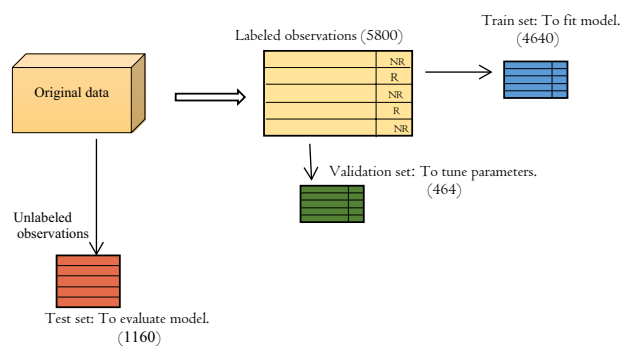 Train set: To fit model.
(4640)
Labeled observations (5800)
NR
R
NR
R
NR
Original data
Validation set: To tune parameters.
(464)
Unlabeled
observations
Test set: To evaluate model.
(1160)